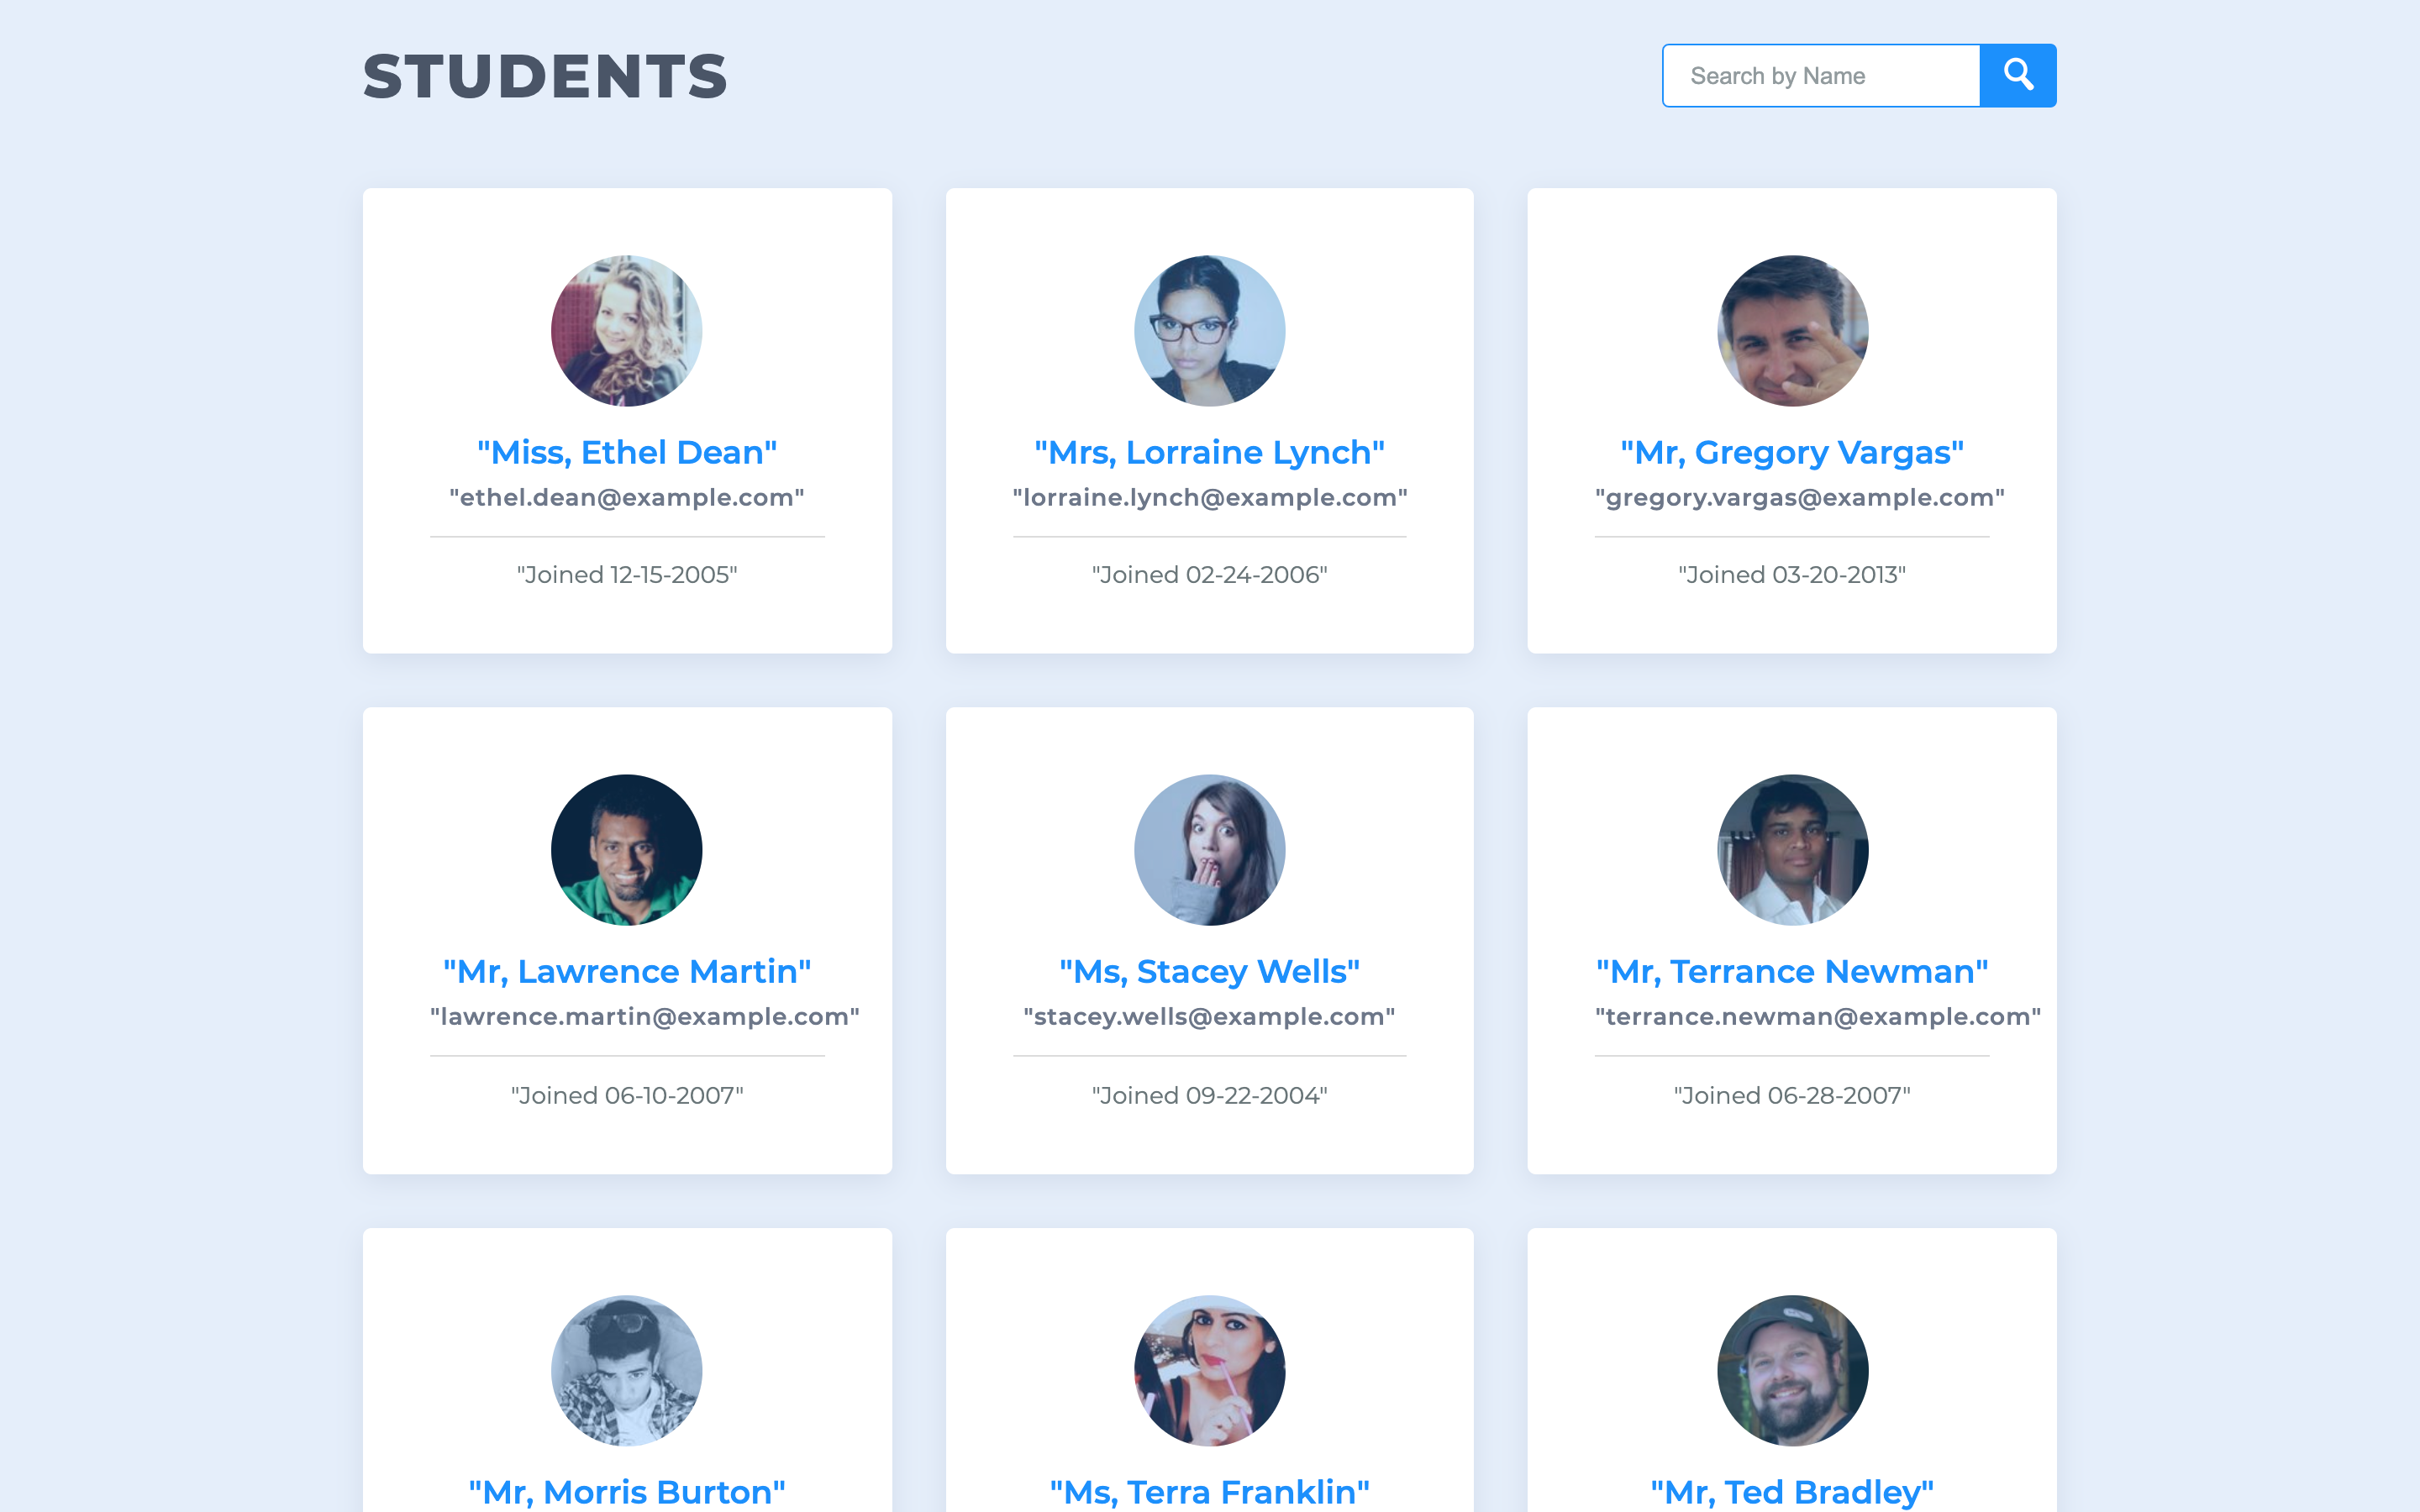 STUDENTS
Search by Name
"Miss, Ethel Dean"
"ethel.dean@example.com"
"Joined 12-15-2005"
"Mrs, Lorraine Lynch"
"lorraine.lynch@example.com"
"Joined 02-24-2006"
"Mr, Gregory Vargas"
"gregory.vargas@example.com"
"Joined 03-20-2013"
"Mr, Lawrence Martin"
"lawrence.martin@example.com"
"Joined 06-10-2007"
"Ms, Stacey Wells"
"stacey.wells@example.com"
"Joined 09-22-2004"
"Mr, Terrance Newman"
"terrance.newman@example.com"
"Joined 06-28-2007"
"Mr, Morris Burton"
"Ms, Terra Franklin"
"Mr, Ted Bradley"